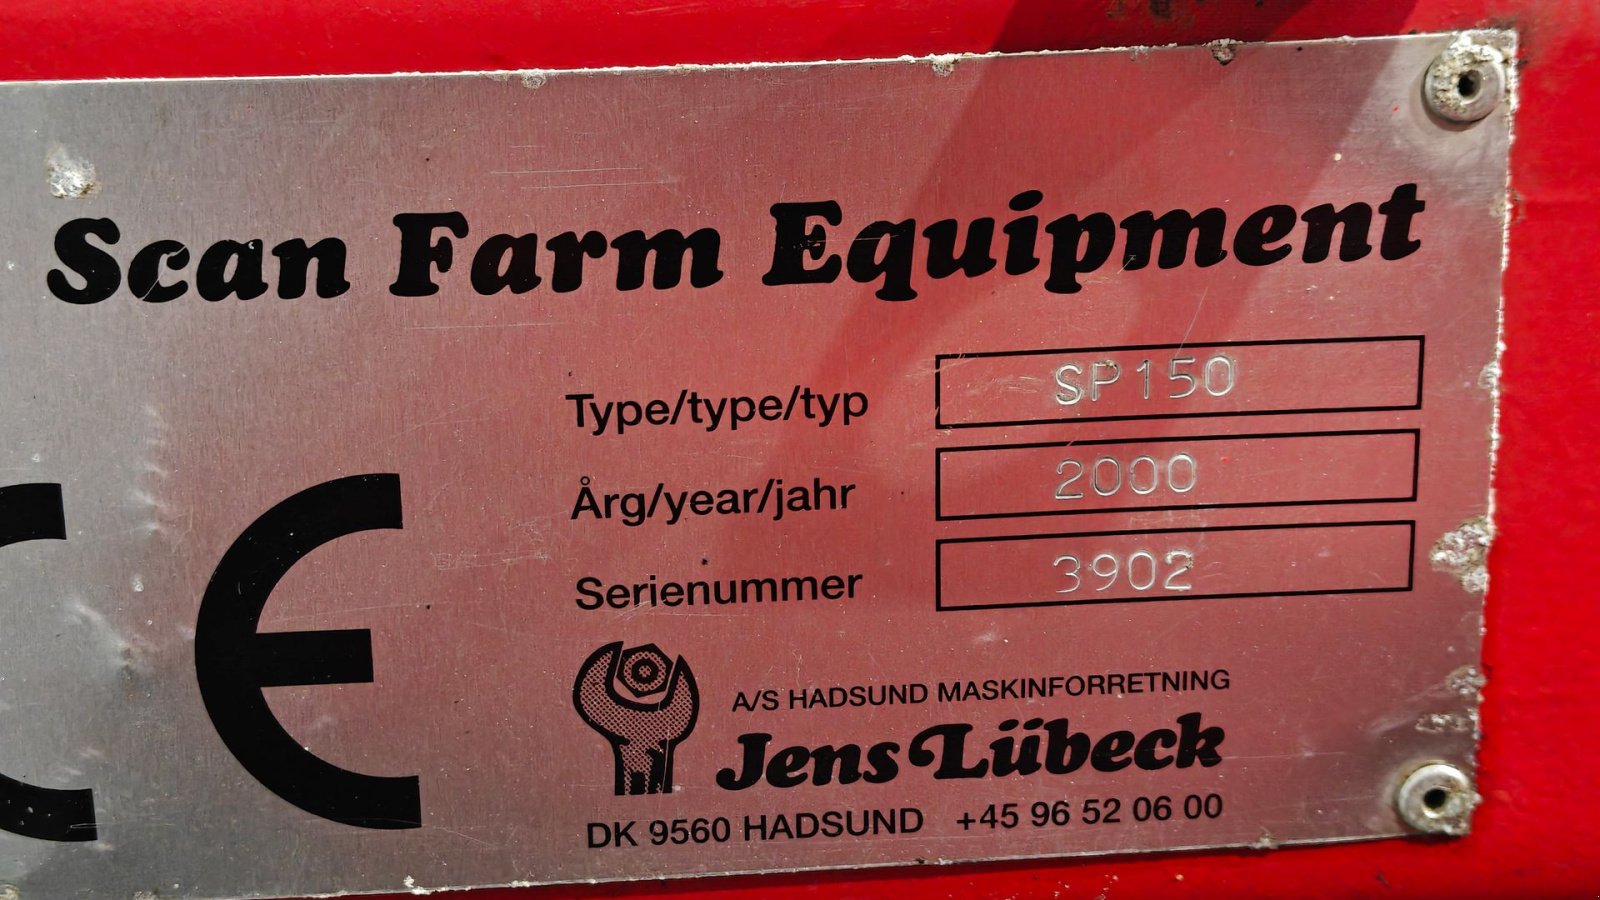 Scan Farm Equipment
Type/type/typ SP150
Årg/year/jahr 2000
Serienummer 3902
CE
A/S HADSUND MASKINFORRETNING
Jens Lübeck
DK 9560 HADSUND +45 96 52 06 00